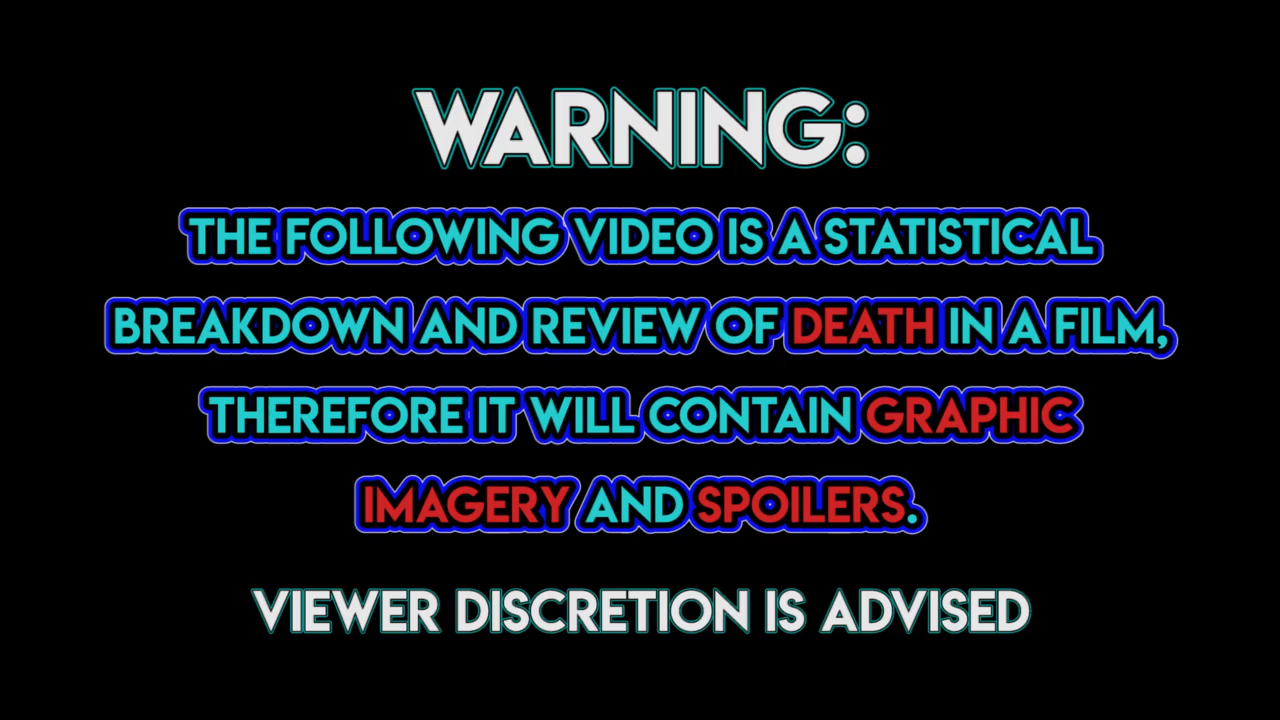 WARNING:
THE FOLLOWING VIDEO IS A STATISTICAL
BREAKDOWN AND REVIEW OF DEATH IN A FILM,
THEREFORE IT WILL CONTAIN GRAPHIC
IMAGERY AND SPOILERS.
VIEWER DISCRETION IS ADVISED